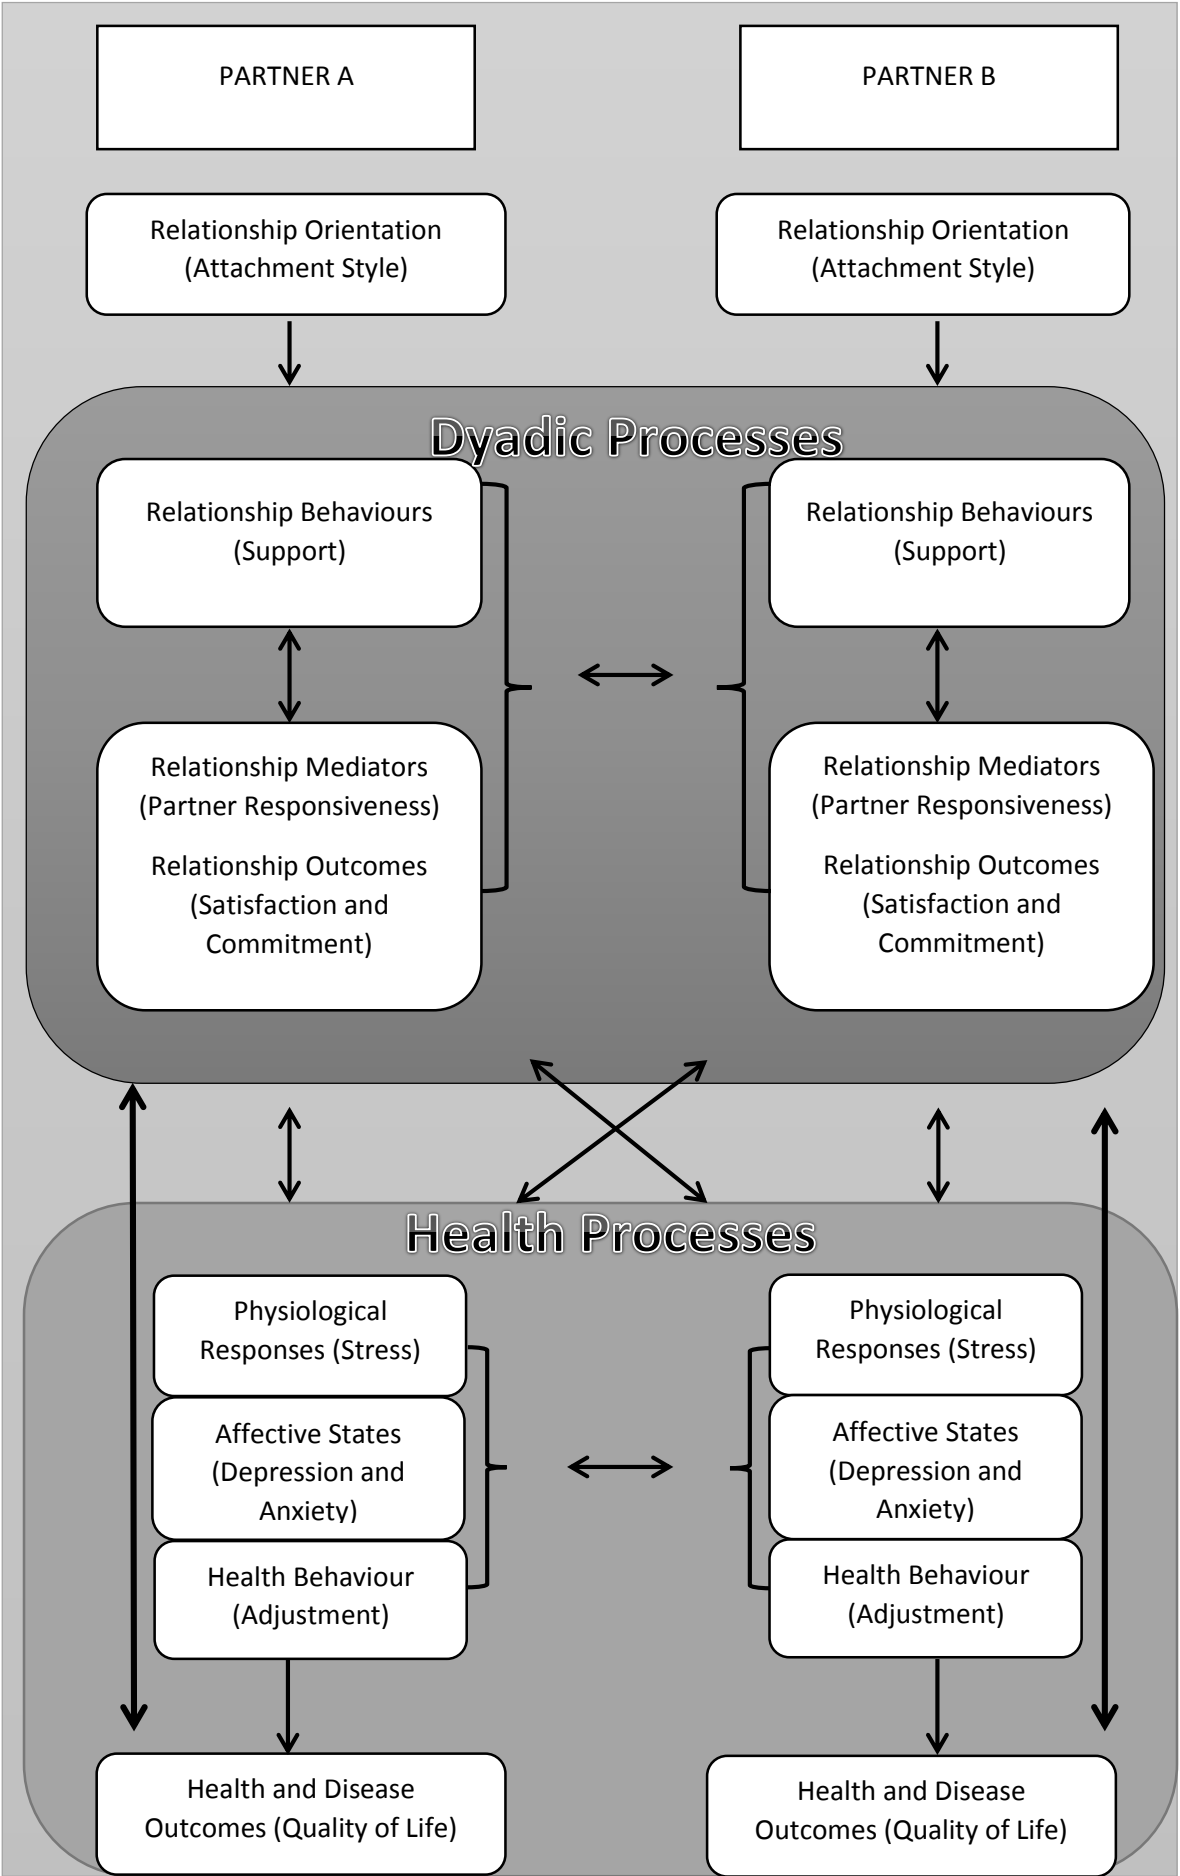 PARTNER A
PARTNER B
Relationship Orientation
(Attachment Style)
Relationship Orientation
(Attachment Style)
Dyadic Processes
Relationship Behaviours
(Support)
Relationship Behaviours
(Support)
Relationship Mediators
(Partner Responsiveness)
Relationship Outcomes
(Satisfaction and
Commitment)
Relationship Mediators
(Partner Responsiveness)
Relationship Outcomes
(Satisfaction and
Commitment)
Health Processes
Physiological
Responses (Stress)
Physiological
Responses (Stress)
Affective States
(Depression and
Anxiety)
Affective States
(Depression and
Anxiety)
Health Behaviour
(Adjustment)
Health Behaviour
(Adjustment)
Health and Disease
Outcomes (Quality of Life)
Health and Disease
Outcomes (Quality of Life)